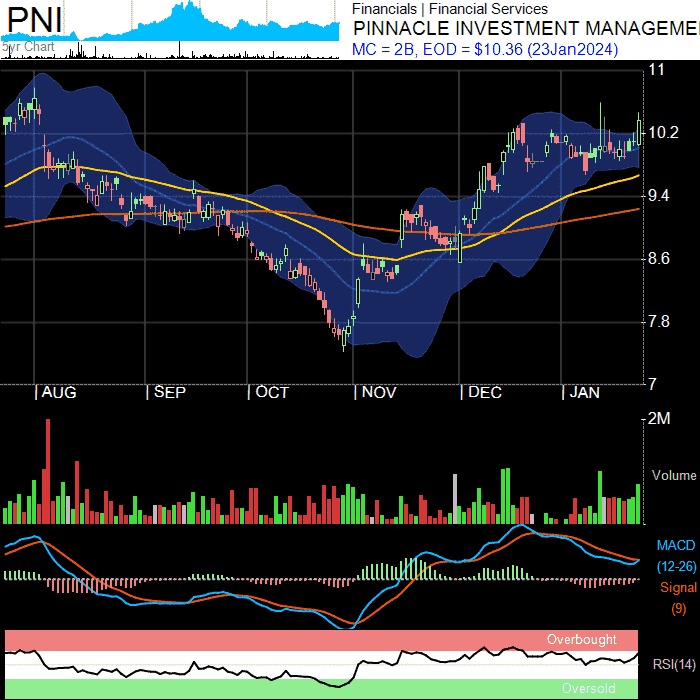 PNI
5yr Chart
Financials | Financial Services
PINNACLE INVESTMENT MANAGEME
MC = 2B, EOD = $10.36 (23Jan2024)
11
10.2
9.4
8.6
7.8
7
AUG
SEP
OCT
NOV
DEC
JAN
2M
Volume
MACD
(12-26)
Signal
(9)
Overbought
RSI(14)
Oversold